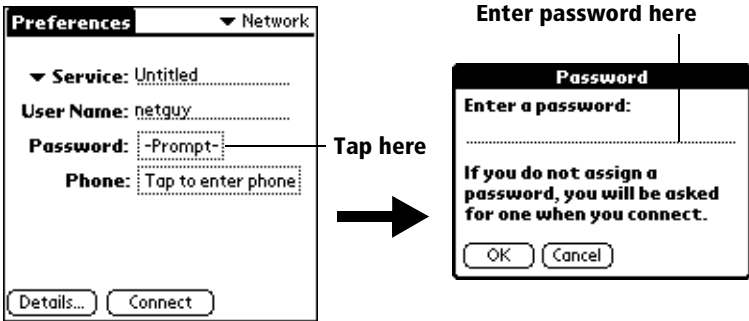 Preferences
Network
Service: Untitled
User Name: netguy
Password: -Prompt-
Phone: Tap to enter phone
Details... Connect
Tap here
Enter password here
Password
Enter a password:
If you do not assign a
password, you will be asked
for one when you connect.
OK Cancel